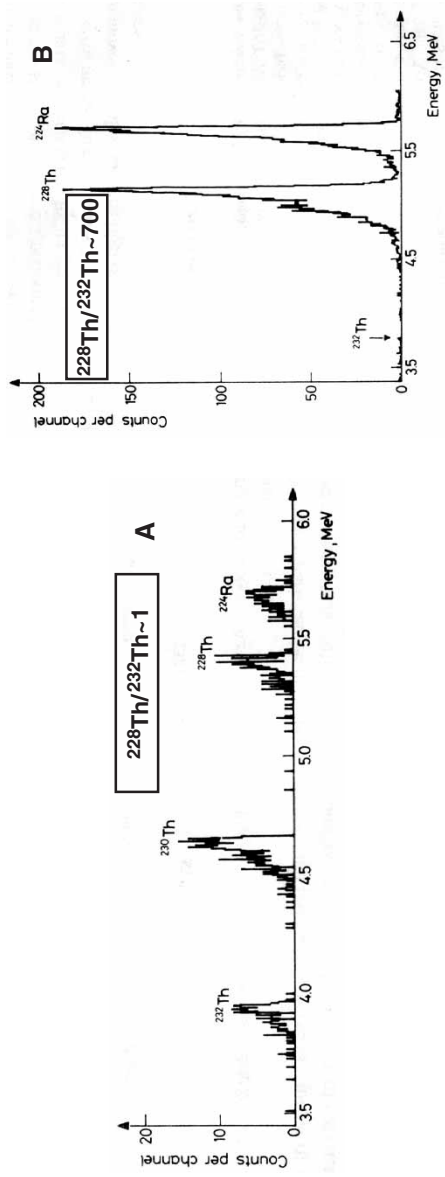 A
²²⁸Th/²³²Th~1
Counts per channel
20
10
0
²³²Th
²³⁰Th
²²⁸Th
²²⁴Ra
3.5 4.0 4.5 5.0 5.5 6.0
Energy, MeV
B
²²⁸Th/²³²Th~700
Counts per channel
200
150
100
50
0
²³²Th
²²⁸Th
²²⁴Ra
3.5 4.5 5.5 6.5
Energy, MeV